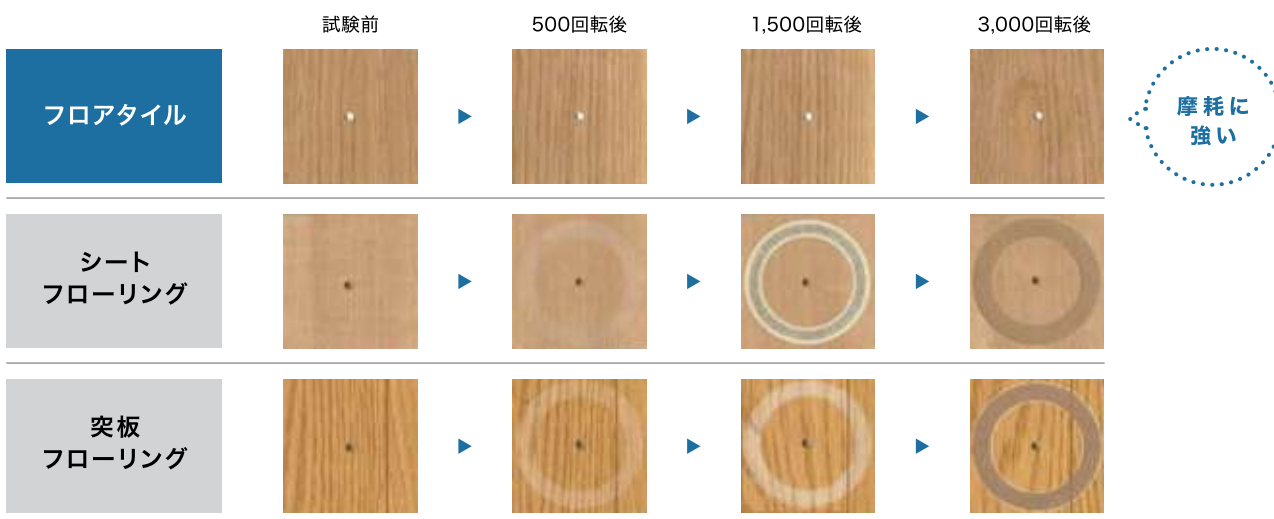 試験前
500回転後
1,500回転後
3,000回転後
フロアタイル
摩耗に
強い
シート
フローリング
突板
フローリング